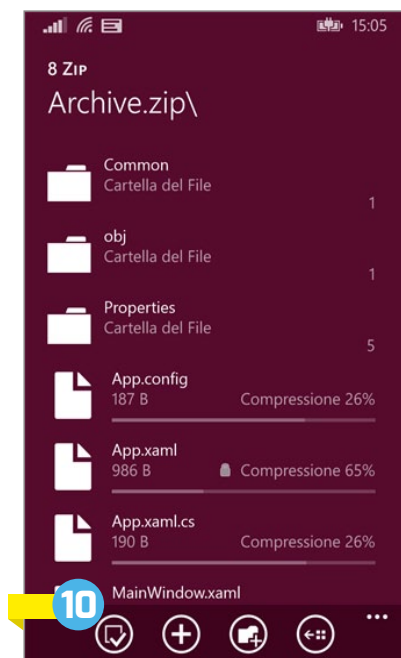 15:05
8 Zip
Archive.zip\
Common
Cartella del File
1
obj
Cartella del File
1
Properties
Cartella del File
5
App.config
187 B Compressione 26%
App.xaml
986 B Compressione 65%
App.xaml.cs
190 B Compressione 26%
MainWindow.xaml
10